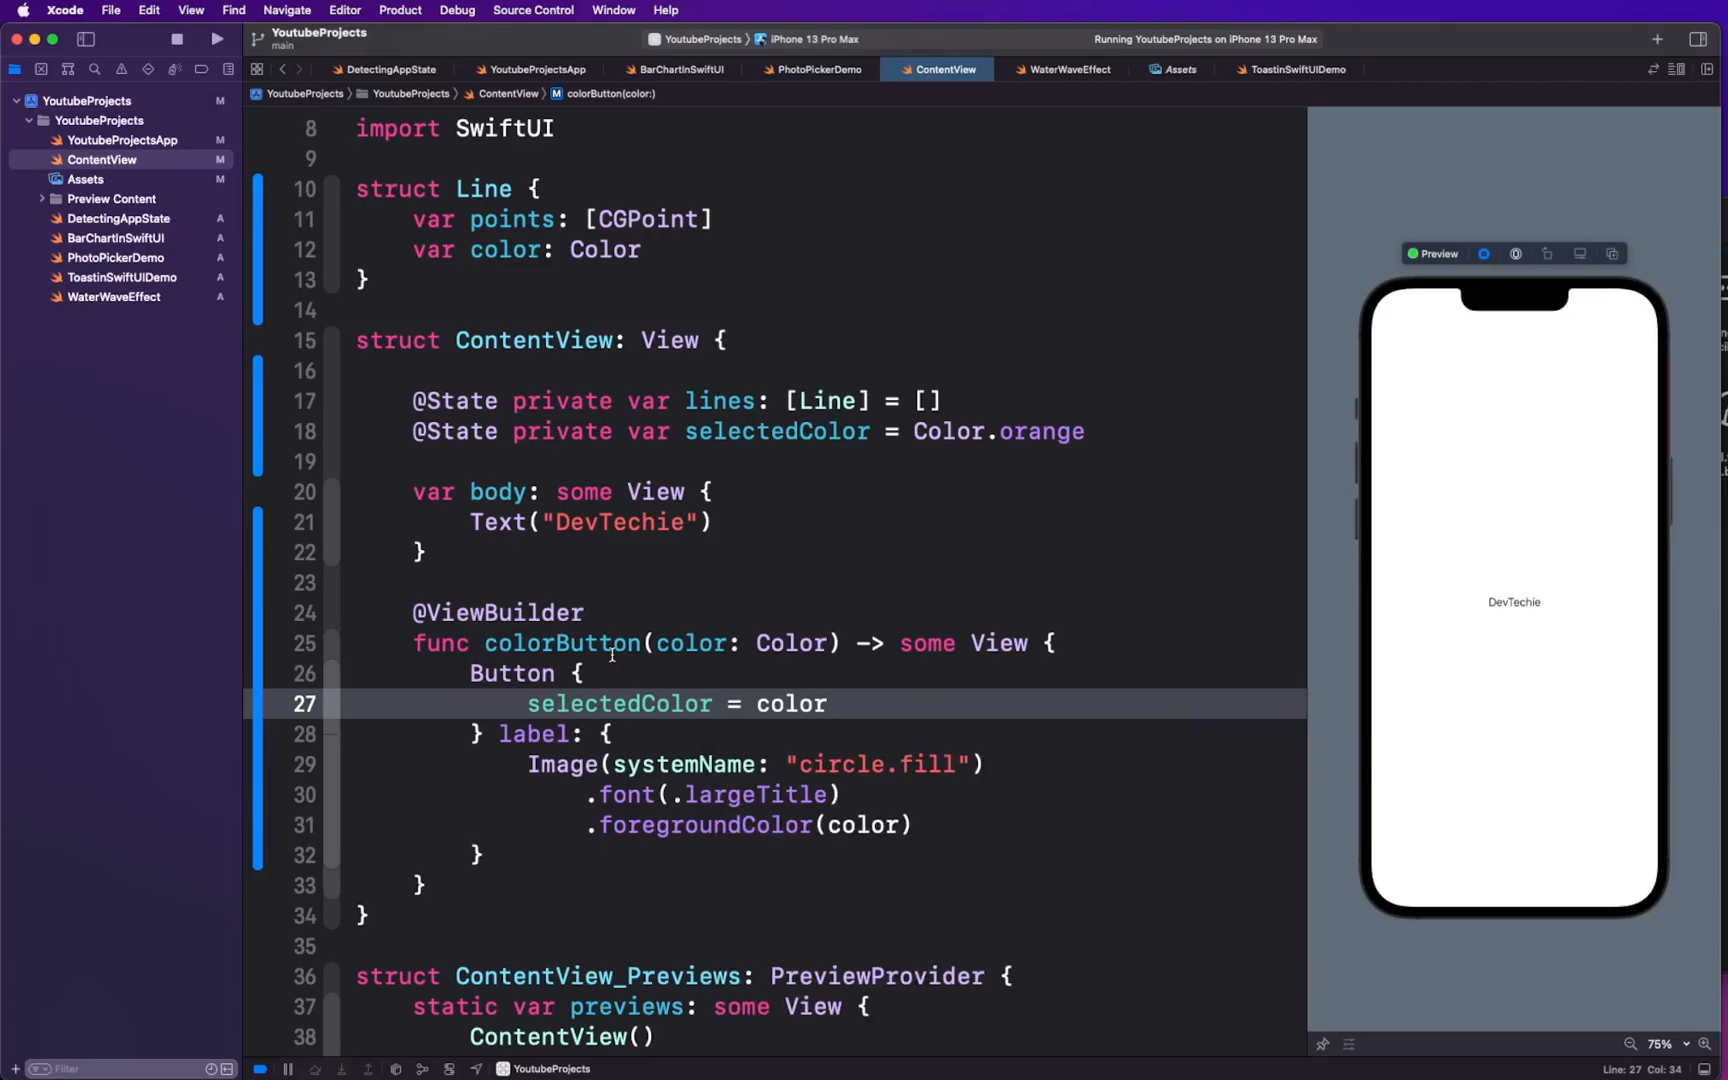 Xcode File Edit View Find Navigate Editor Product Debug Source Control Window Help
YoutubeProjects
main
YoutubeProjects iPhone 13 Pro Max
Running YoutubeProjects on iPhone 13 Pro Max
DetectingAppState YoutubeProjectsApp BarChartInSwiftUI PhotoPickerDemo ContentView WaterWaveEffect Assets ToastinSwiftUIDemo
YoutubeProjects YoutubeProjects ContentView M colorButton(color:)
YoutubeProjects M
YoutubeProjects
YoutubeProjectsApp M
ContentView M
Assets M
Preview Content
DetectingAppState A
BarChartInSwiftUI A
PhotoPickerDemo A
ToastinSwiftUIDemo A
WaterWaveEffect A
8 import SwiftUI
9
10 struct Line {
11 var points: [CGPoint]
12 var color: Color
13 }
14
15 struct ContentView: View {
16
17 @State private var lines: [Line] = []
18 @State private var selectedColor = Color.orange
19
20 var body: some View {
21 Text("DevTechie")
22 }
23
24 @ViewBuilder
25 func colorButton(color: Color) -> some View {
26 Button {
27 selectedColor = color
28 } label: {
29 Image(systemName: "circle.fill")
30 .font(.largeTitle)
31 .foregroundColor(color)
32 }
33 }
34 }
35
36 struct ContentView_Previews: PreviewProvider {
37 static var previews: some View {
38 ContentView()
Preview
DevTechie
75%
Filter
YoutubeProjects
Line: 27 Col: 34